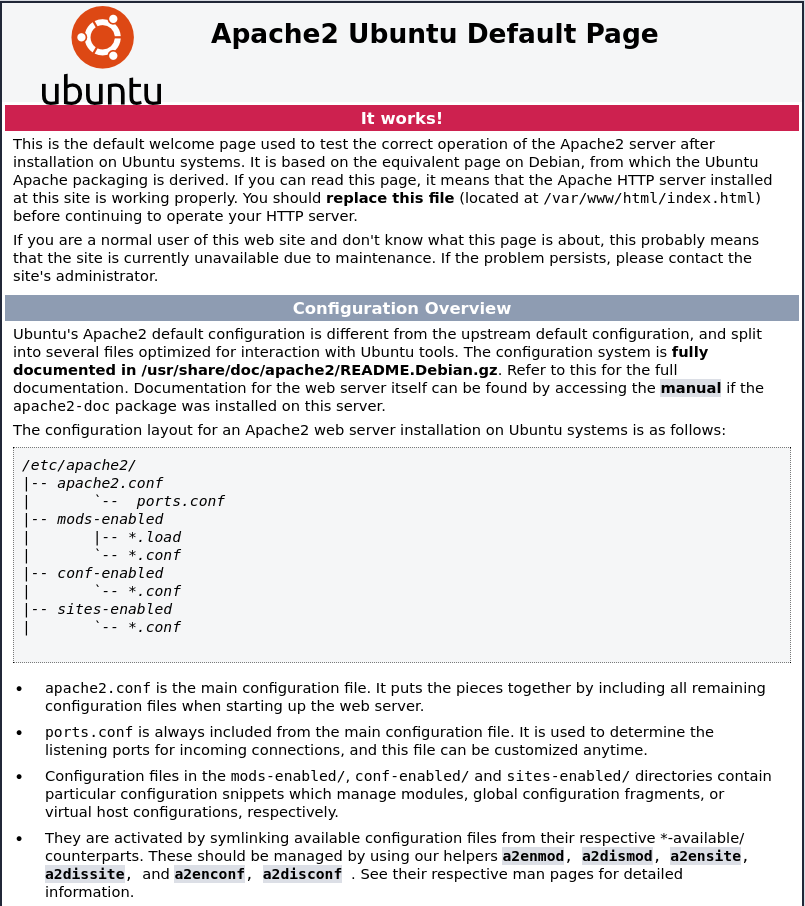 ubuntu
Apache2 Ubuntu Default Page
It works!
This is the default welcome page used to test the correct operation of the Apache2 server after
installation on Ubuntu systems. It is based on the equivalent page on Debian, from which the Ubuntu
Apache packaging is derived. If you can read this page, it means that the Apache HTTP server installed
at this site is working properly. You should replace this file (located at /var/www/html/index.html)
before continuing to operate your HTTP server.
If you are a normal user of this web site and don't know what this page is about, this probably means
that the site is currently unavailable due to maintenance. If the problem persists, please contact the
site's administrator.
Configuration Overview
Ubuntu's Apache2 default configuration is different from the upstream default configuration, and split
into several files optimized for interaction with Ubuntu tools. The configuration system is fully
documented in /usr/share/doc/apache2/README.Debian.gz. Refer to this for the full
documentation. Documentation for the web server itself can be found by accessing the manual if the
apache2-doc package was installed on this server.
The configuration layout for an Apache2 web server installation on Ubuntu systems is as follows:
/etc/apache2/
|-- apache2.conf
|       `--  ports.conf
|-- mods-enabled
|       |-- *.load
|       `-- *.conf
|-- conf-enabled
|       `-- *.conf
|-- sites-enabled
|       `-- *.conf
• apache2.conf is the main configuration file. It puts the pieces together by including all remaining
configuration files when starting up the web server.
• ports.conf is always included from the main configuration file. It is used to determine the
listening ports for incoming connections, and this file can be customized anytime.
• Configuration files in the mods-enabled/, conf-enabled/ and sites-enabled/ directories contain
particular configuration snippets which manage modules, global configuration fragments, or
virtual host configurations, respectively.
• They are activated by symlinking available configuration files from their respective *-available/
counterparts. These should be managed by using our helpers a2enmod, a2dismod, a2ensite,
a2dissite, and a2enconf, a2disconf . See their respective man pages for detailed
information.